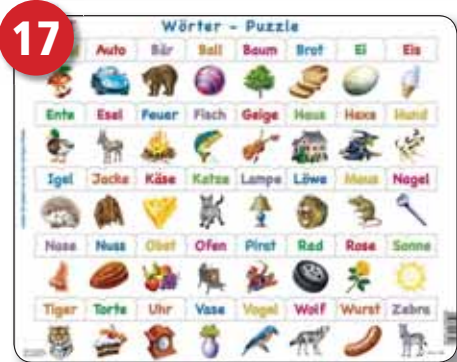 17
Wörter - Puzzle
Auto Bär Ball Baum Brot Ei Eis
Ente Esel Feuer Fisch Geige Haus Hexe Hund
Igel Jacke Käse Katze Lampe Löwe Maus Nagel
Nase Nuss Obst Ofen Pirat Rad Rose Sonne
Tiger Torte Uhr Vase Vogel Wolf Wurst Zebra